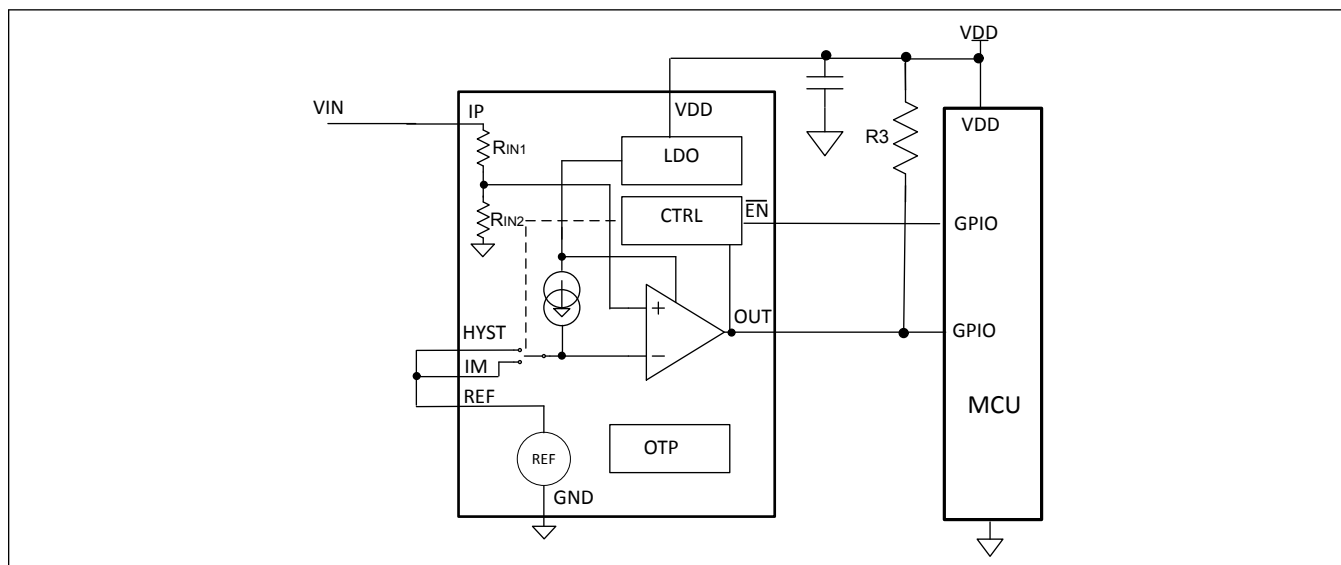 VDD
VIN
IP
VDD
VDD
RIN1
LDO
R3
RIN2
CTRL
EN
GPIO
+
OUT
HYST
−
GPIO
IM
REF
MCU
OTP
REF
GND